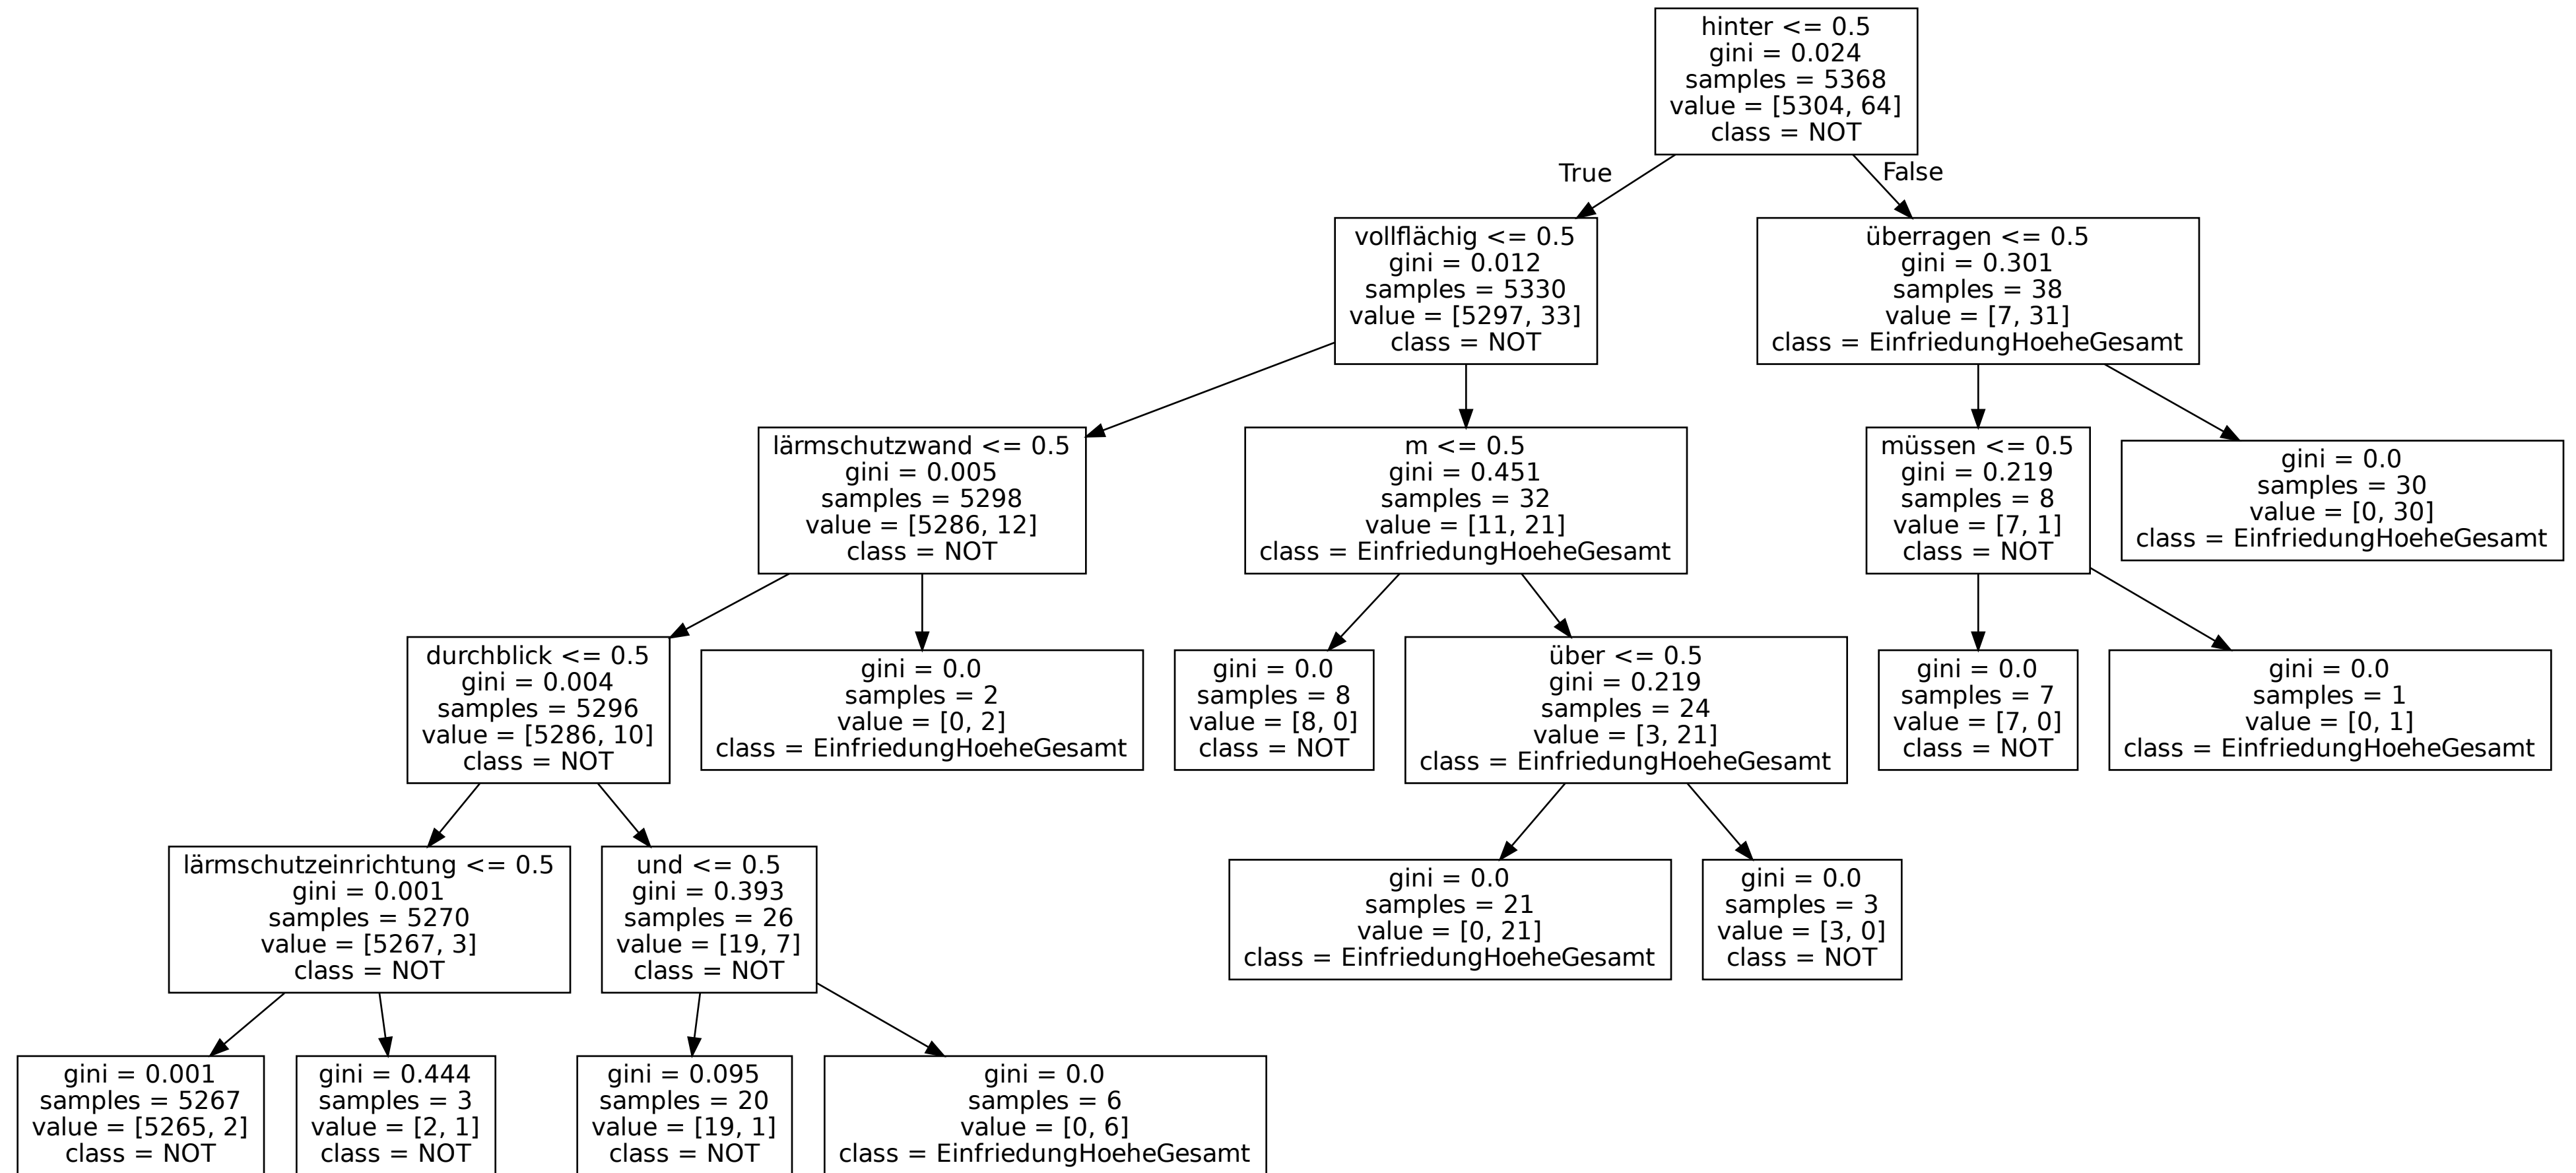 hinter <= 0.5
gini = 0.024
samples = 5368
value = [5304, 64]
class = NOT
True
False
vollflächig <= 0.5
gini = 0.012
samples = 5330
value = [5297, 33]
class = NOT
überragen <= 0.5
gini = 0.301
samples = 38
value = [7, 31]
class = EinfriedungHoeheGesamt
lärmschutzwand <= 0.5
gini = 0.005
samples = 5298
value = [5286, 12]
class = NOT
m <= 0.5
gini = 0.451
samples = 32
value = [11, 21]
class = EinfriedungHoeheGesamt
müssen <= 0.5
gini = 0.219
samples = 8
value = [7, 1]
class = NOT
gini = 0.0
samples = 30
value = [0, 30]
class = EinfriedungHoeheGesamt
durchblick <= 0.5
gini = 0.004
samples = 5296
value = [5286, 10]
class = NOT
gini = 0.0
samples = 2
value = [0, 2]
class = EinfriedungHoeheGesamt
gini = 0.0
samples = 8
value = [8, 0]
class = NOT
über <= 0.5
gini = 0.219
samples = 24
value = [3, 21]
class = EinfriedungHoeheGesamt
gini = 0.0
samples = 7
value = [7, 0]
class = NOT
gini = 0.0
samples = 1
value = [0, 1]
class = EinfriedungHoeheGesamt
lärmschutzeinrichtung <= 0.5
gini = 0.001
samples = 5270
value = [5267, 3]
class = NOT
und <= 0.5
gini = 0.393
samples = 26
value = [19, 7]
class = NOT
gini = 0.0
samples = 21
value = [0, 21]
class = EinfriedungHoeheGesamt
gini = 0.0
samples = 3
value = [3, 0]
class = NOT
gini = 0.001
samples = 5267
value = [5265, 2]
class = NOT
gini = 0.444
samples = 3
value = [2, 1]
class = NOT
gini = 0.095
samples = 20
value = [19, 1]
class = NOT
gini = 0.0
samples = 6
value = [0, 6]
class = EinfriedungHoeheGesamt